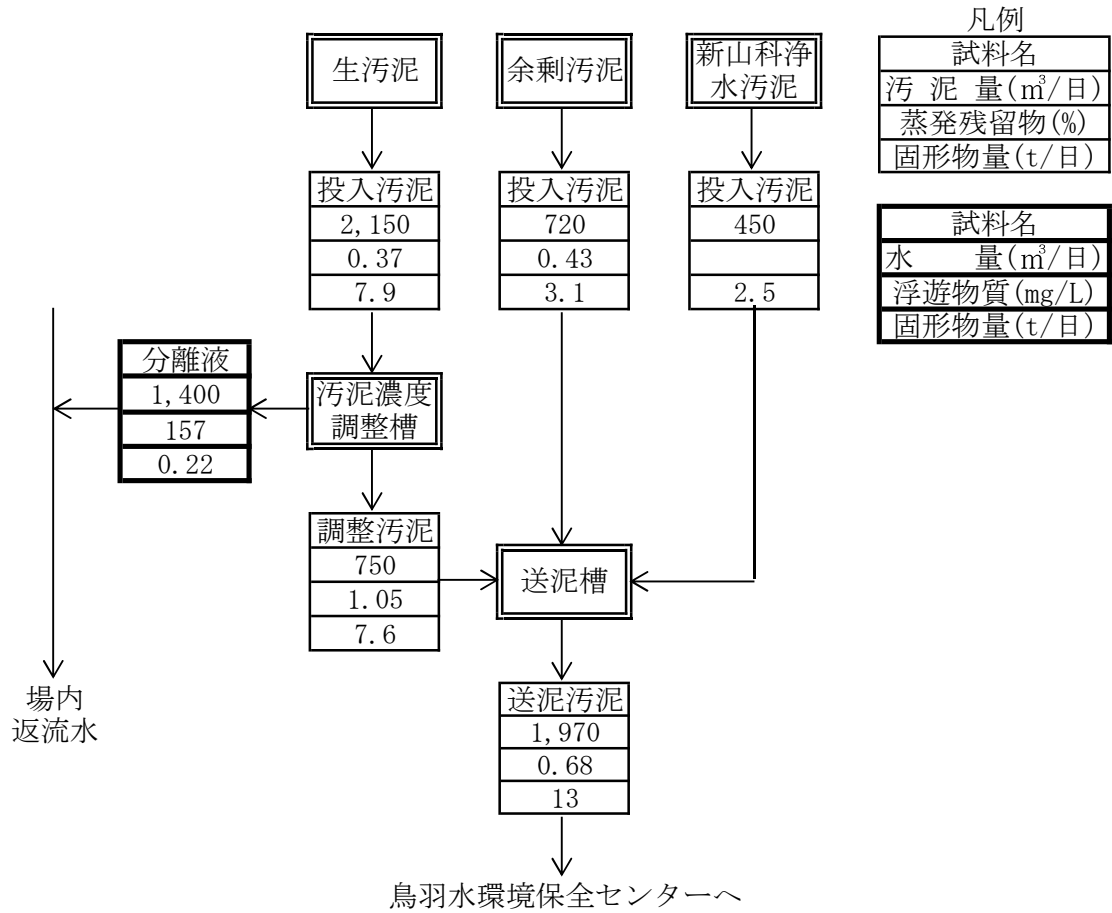 凡例
試料名
汚 泥 量(㎥/日)
蒸発残留物(%)
固形物量(t/日)
試料名
水 量(㎥/日)
浮遊物質(mg/L)
固形物量(t/日)
生汚泥
余剰汚泥
新山科浄
水汚泥
投入汚泥
2,150
0.37
7.9
投入汚泥
720
0.43
3.1
投入汚泥
450
2.5
分離液
1,400
157
0.22
汚泥濃度
調整槽
調整汚泥
750
1.05
7.6
送泥槽
場内
返流水
送泥汚泥
1,970
0.68
13
鳥羽水環境保全センターへ